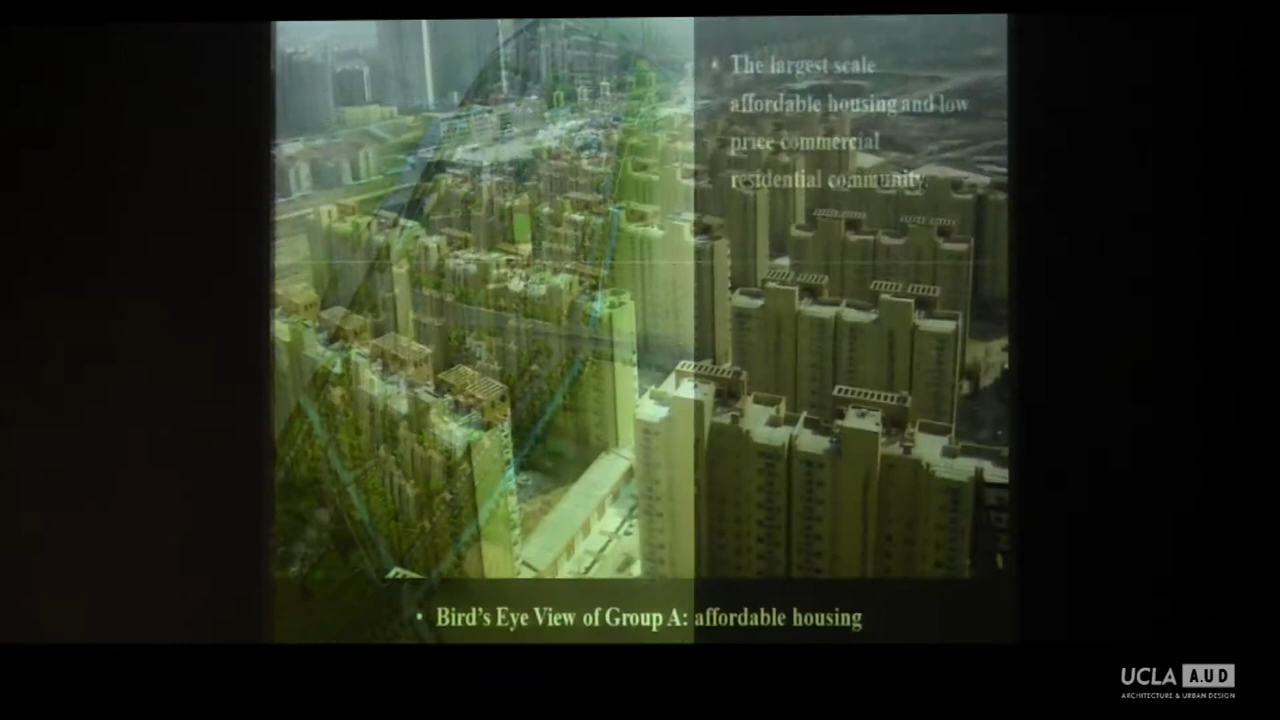 • The largest scale
affordable housing and low
price commercial
residential community.
• Bird's Eye View of Group A: affordable housing
UCLA A.UD
ARCHITECTURE & URBAN DESIGN